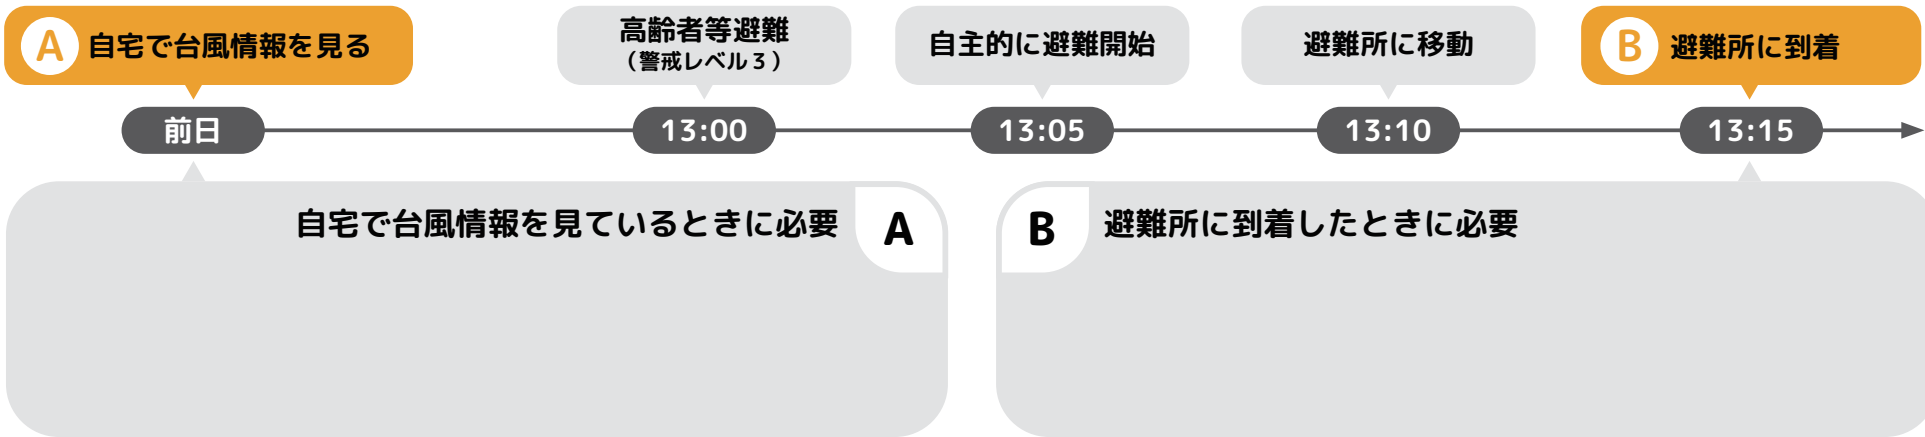 A 自宅で台風情報を見る
高齢者等避難
（警戒レベル３）
自主的に避難開始
避難所に移動
B 避難所に到着
前日
13:00
13:05
13:10
13:15
自宅で台風情報を見ているときに必要 A
B 避難所に到着したときに必要